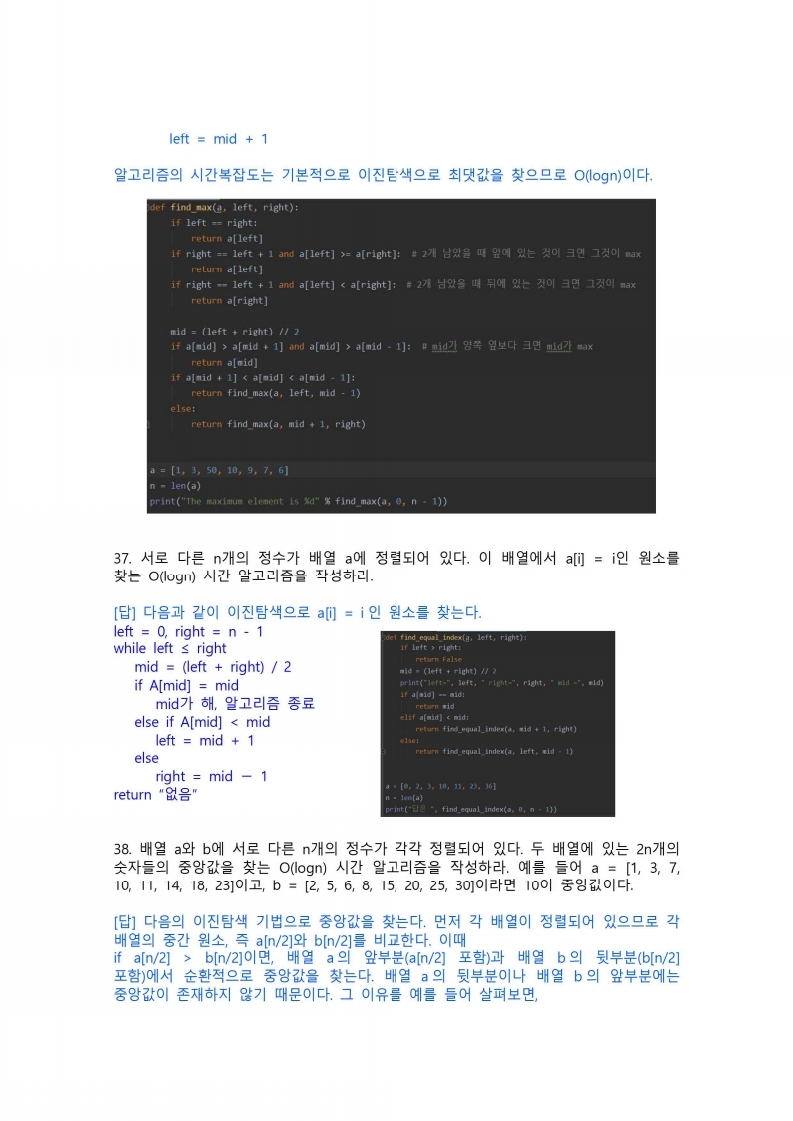 left = mid + 1
알고리즘의 시간복잡도는 기본적으로 이진탐색으로 최댓값을 찾으므로 O(logn)이다.
def find_max(a, left, right):
if left == right:
return a[left]
if right == left + 1 and a[left] >= a[right]: # 2개 남았을 때 앞에 있는 것이 크면 그것이 max
return a[left]
if right == left + 1 and a[left] < a[right]: # 2개 남았을 때 뒤에 있는 것이 크면 그것이 max
return a[right]
mid = (left + right) // 2
if a[mid] > a[mid + 1] and a[mid] > a[mid - 1]: # mid가 양쪽 옆보다 크면 mid가 max
return a[mid]
if a[mid + 1] < a[mid] < a[mid - 1]:
return find_max(a, left, mid - 1)
else:
return find_max(a, mid + 1, right)
a = [1, 3, 50, 10, 9, 7, 6]
n = len(a)
print("The maximum element is %d" % find_max(a, 0, n - 1))
37. 서로 다른 n개의 정수가 배열 a에 정렬되어 있다. 이 배열에서 a[i] = i인 원소를
찾는 O(logn) 시간 알고리즘을 작성하라.
[답] 다음과 같이 이진탐색으로 a[i] = i 인 원소를 찾는다.
left = 0, right = n - 1
while left ≤ right
mid = (left + right) / 2
if A[mid] = mid
mid가 해, 알고리즘 종료
else if A[mid] < mid
left = mid + 1
else
right = mid － 1
return “없음”
def find_equal_index(a, left, right):
if left > right:
return False
mid = (left + right) // 2
print("left=", left, " right=", right, " mid =", mid)
if a[mid] == mid:
return mid
elif a[mid] < mid:
return find_equal_index(a, mid + 1, right)
else:
return find_equal_index(a, left, mid - 1)
a = [0, 2, 3, 10, 11, 23, 36]
n = len(a)
print("답은 ", find_equal_index(a, 0, n - 1))
38. 배열 a와 b에 서로 다른 n개의 정수가 각각 정렬되어 있다. 두 배열에 있는 2n개의
숫자들의 중앙값을 찾는 O(logn) 시간 알고리즘을 작성하라. 예를 들어 a = [1, 3, 7,
10, 11, 14, 18, 23]이고, b = [2, 5, 6, 8, 15, 20, 25, 30]이라면 10이 중앙값이다.
[답] 다음의 이진탐색 기법으로 중앙값을 찾는다. 먼저 각 배열이 정렬되어 있으므로 각
배열의 중간 원소, 즉 a[n/2]와 b[n/2]를 비교한다. 이때
if a[n/2] > b[n/2]이면, 배열 a의 앞부분(a[n/2] 포함)과 배열 b의 뒷부분(b[n/2]
포함)에서 순환적으로 중앙값을 찾는다. 배열 a의 뒷부분이나 배열 b의 앞부분에는
중앙값이 존재하지 않기 때문이다. 그 이유를 예를 들어 살펴보면,